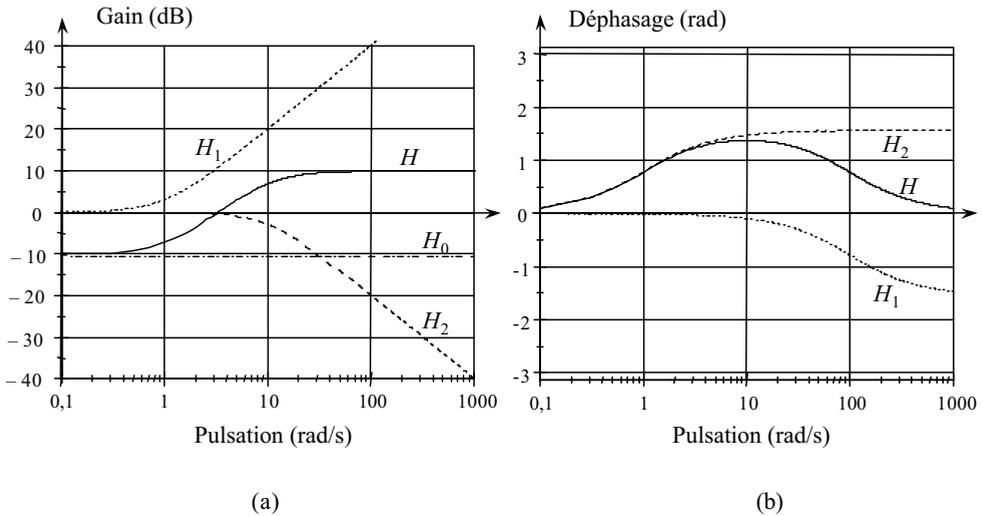 Gain (dB)
40
30
20
10
0
– 10
– 20
– 30
– 40
H1
H
H0
H2
0,1
1
10
100
1000
Pulsation (rad/s)
(a)
Déphasage (rad)
3
2
1
0
-1
-2
-3
H2
H
H1
0,1
1
10
100
1000
Pulsation (rad/s)
(b)